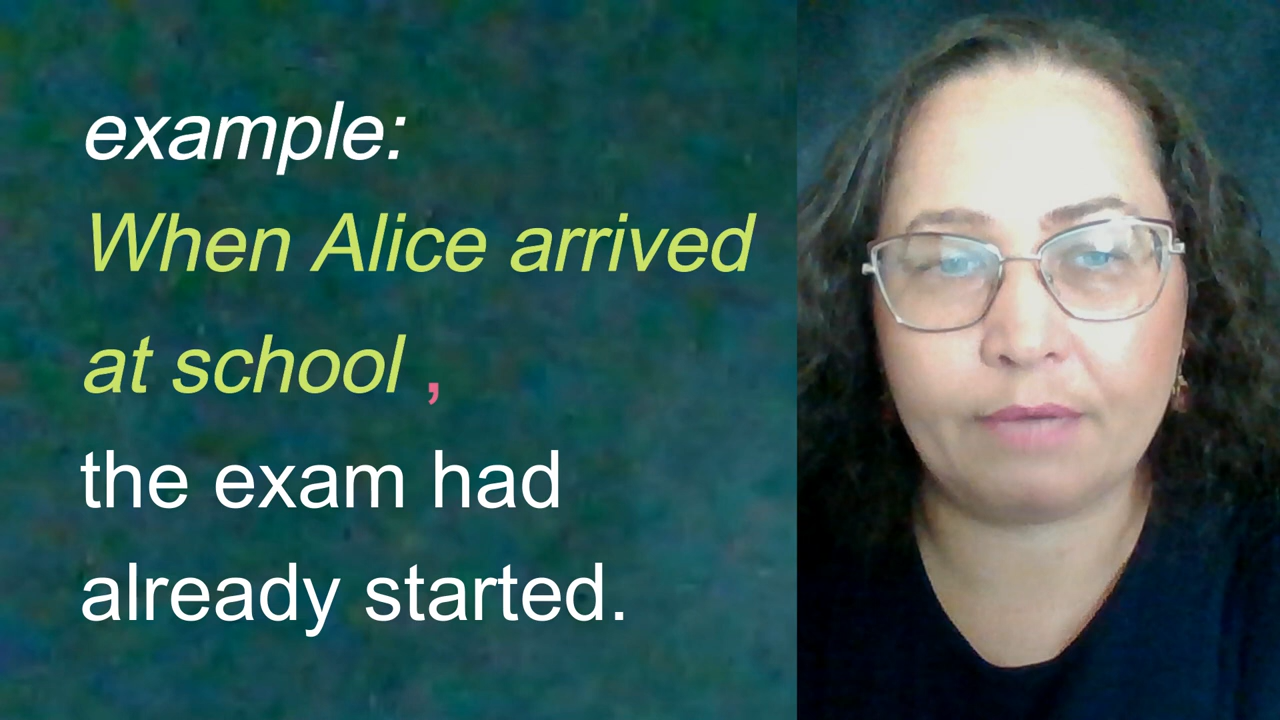 example:
When Alice arrived
at school ,
the exam had
already started.